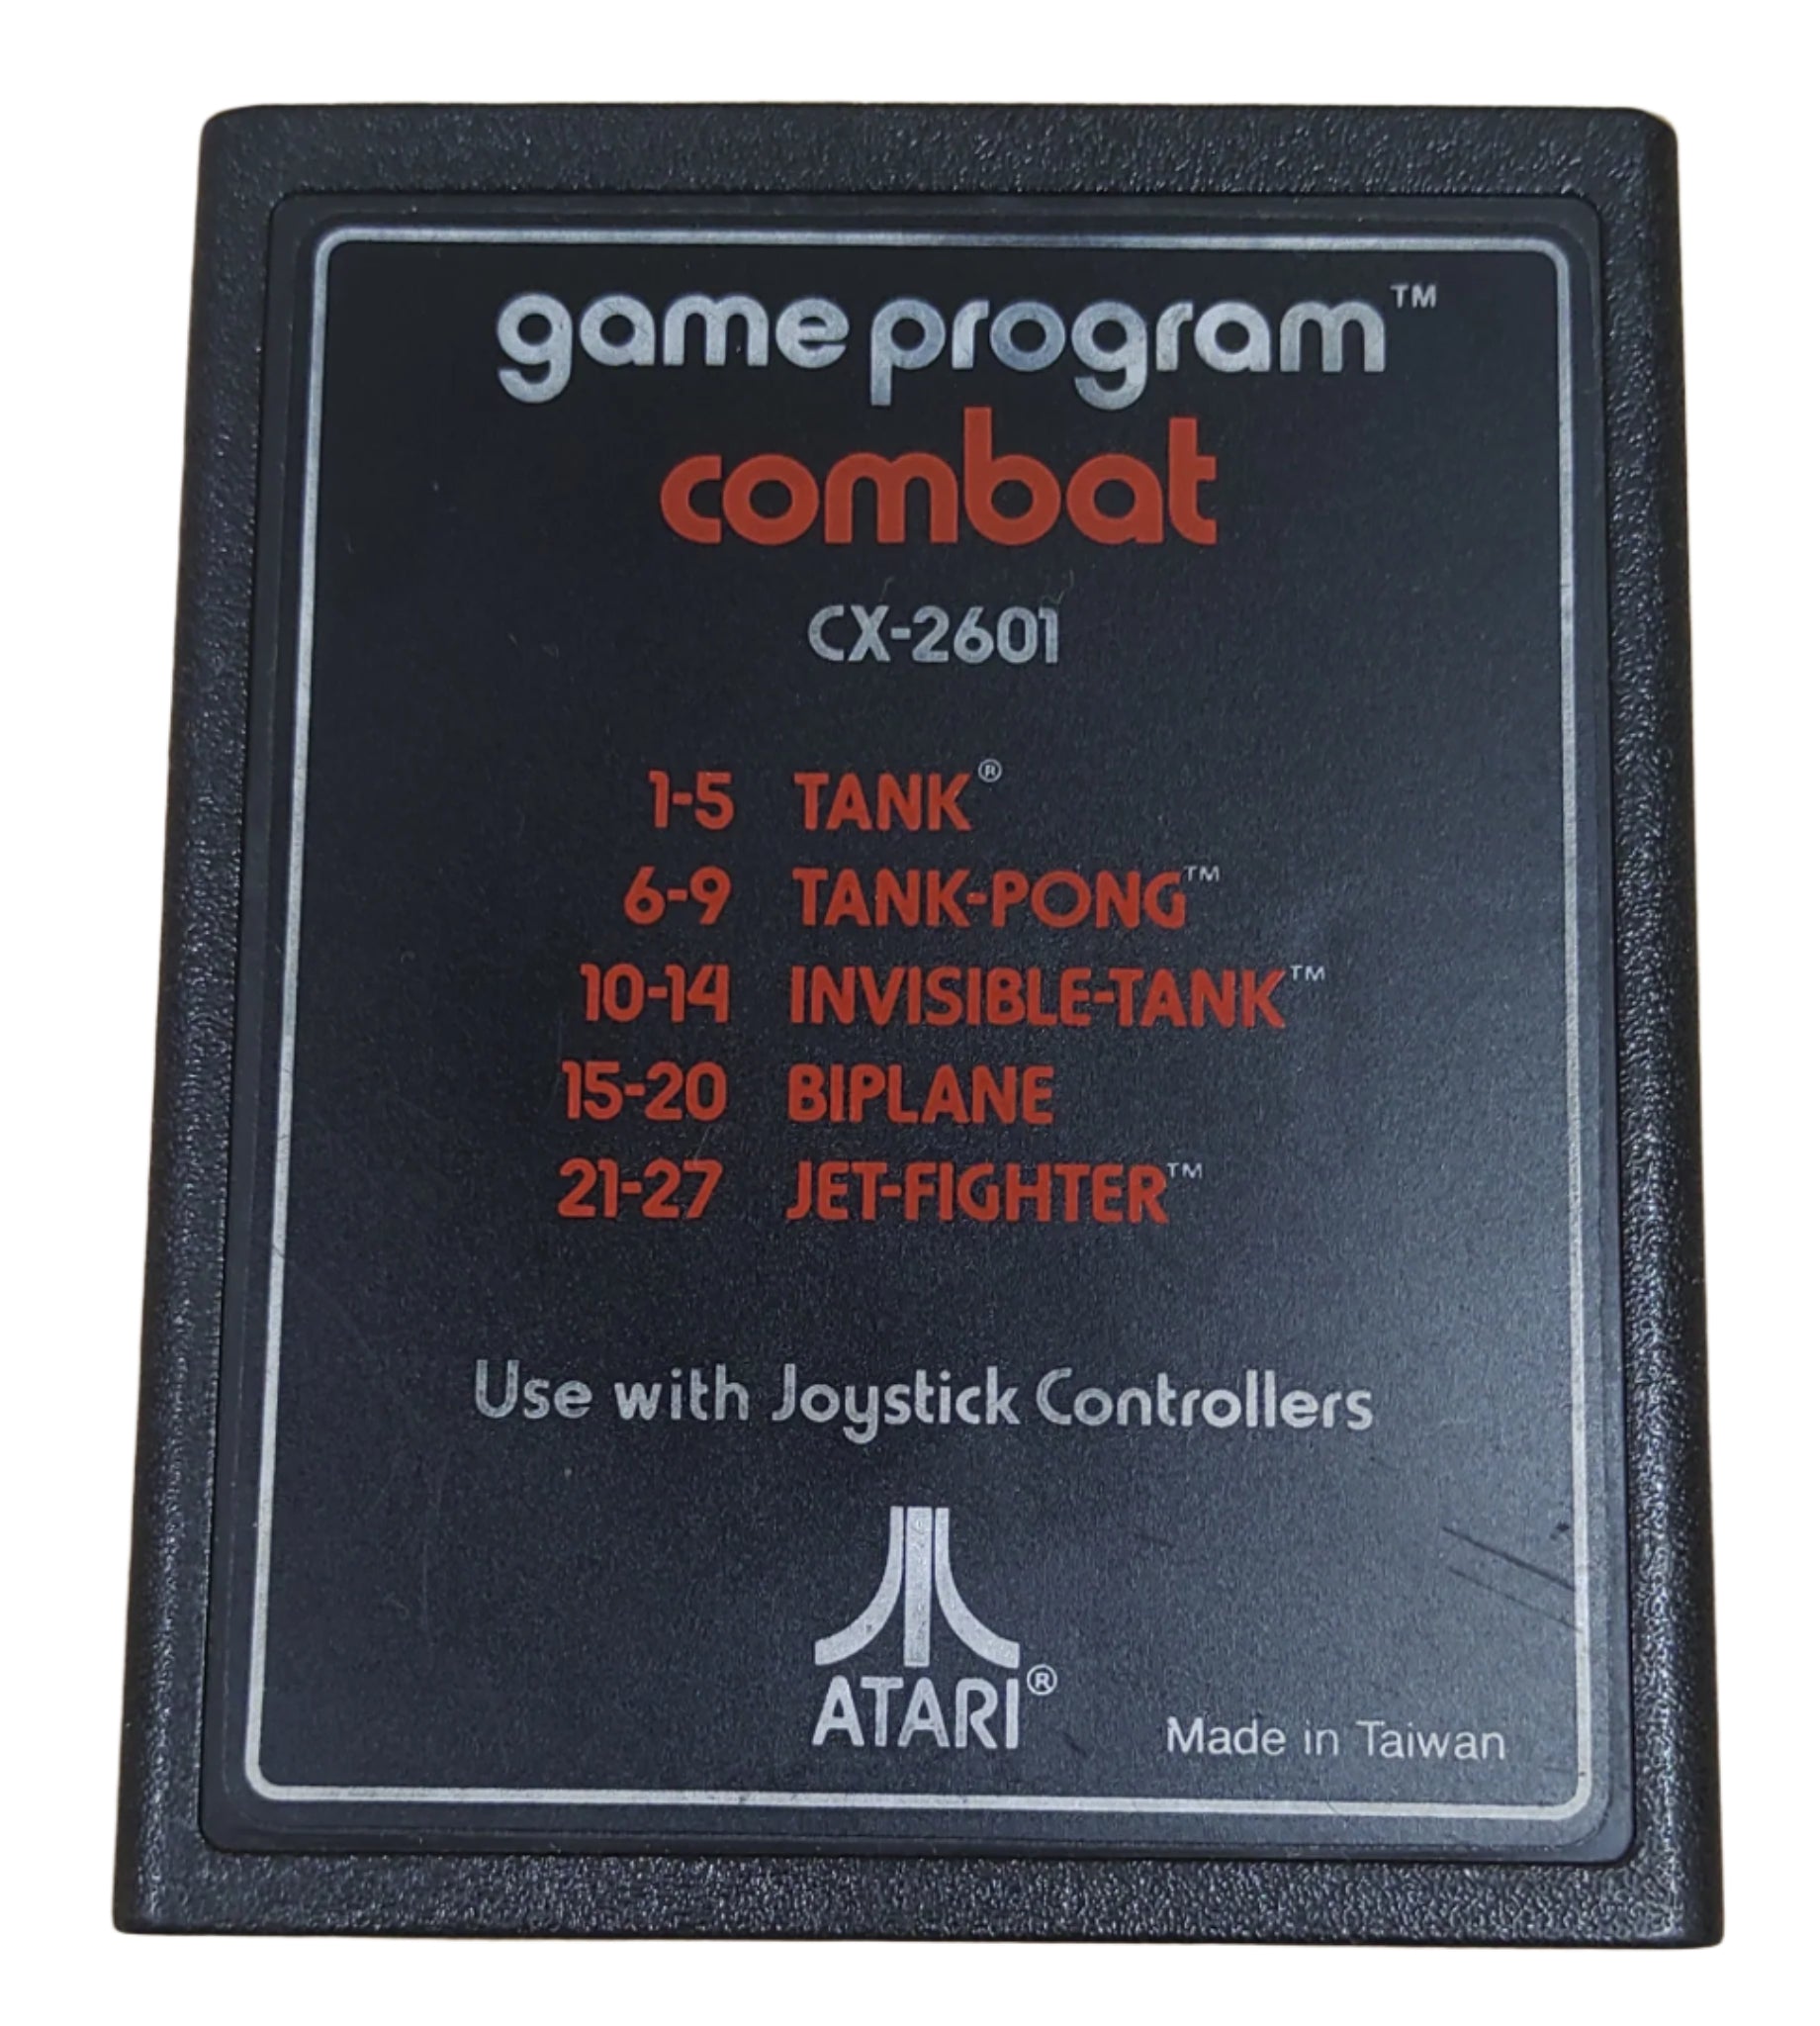 game program™
combat
CX-2601
1-5 TANK®
6-9 TANK-PONG™
10-14 INVISIBLE-TANK™
15-20 BIPLANE
21-27 JET-FIGHTER™
Use with Joystick Controllers
ATARI®
Made in Taiwan